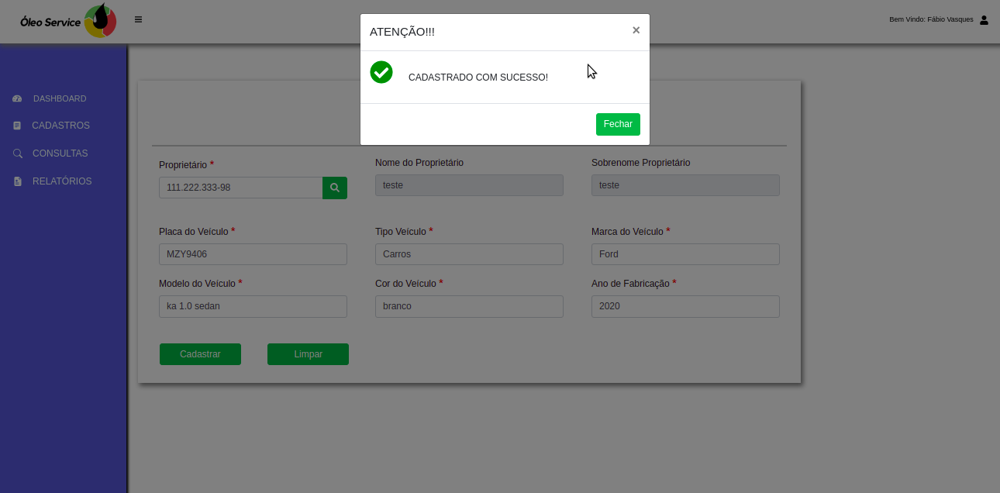 Óleo Service
Bem Vindo: Fábio Vasques
ATENÇÃO!!!
×
CADASTRADO COM SUCESSO!
Fechar
DASHBOARD
CADASTROS
CONSULTAS
RELATÓRIOS
Proprietário *
Nome do Proprietário
Sobrenome Proprietário
111.222.333-98
teste
teste
Placa do Veículo *
Tipo Veículo *
Marca do Veículo *
MZY9406
Carros
Ford
Modelo do Veículo *
Cor do Veículo *
Ano de Fabricação *
ka 1.0 sedan
branco
2020
Cadastrar
Limpar